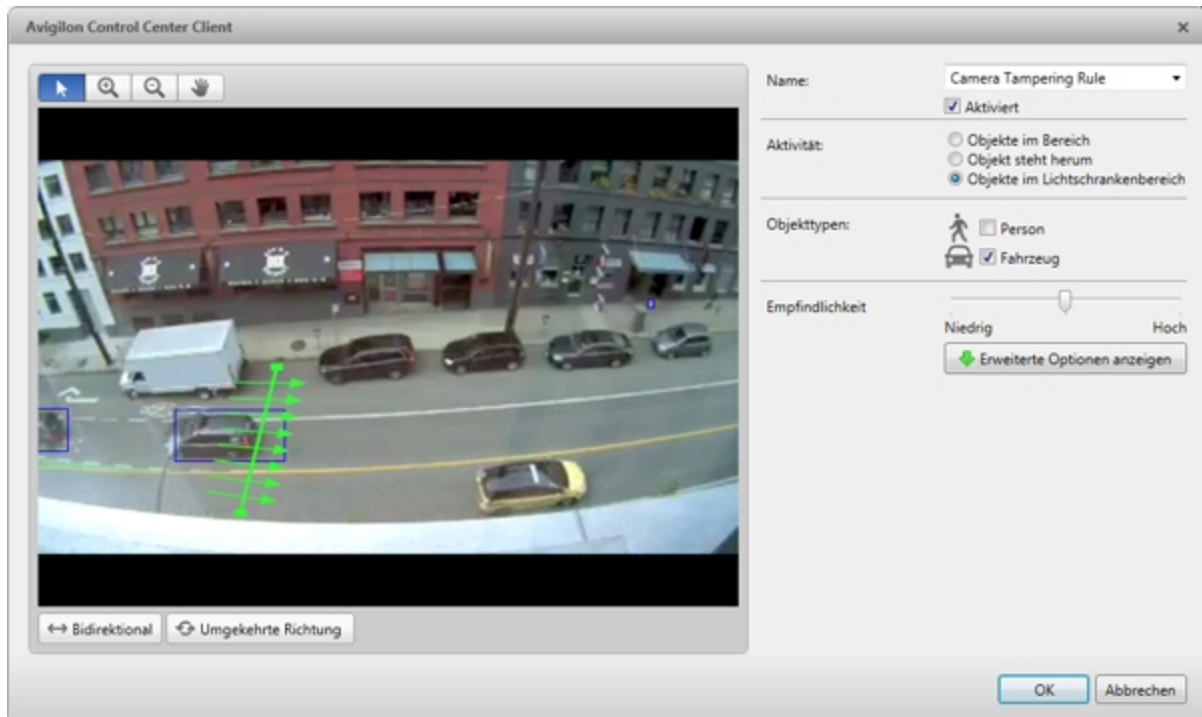 Avigilon Control Center Client
Name:
Camera Tampering Rule
Aktiviert
Aktivität:
Objekte im Bereich
Objekt steht herum
Objekte im Lichtschrankenbereich
Objekttypen:
Person
Fahrzeug
Empfindlichkeit
Niedrig
Hoch
Erweiterte Optionen anzeigen
Bidirektional
Umgekehrte Richtung
OK
Abbrechen